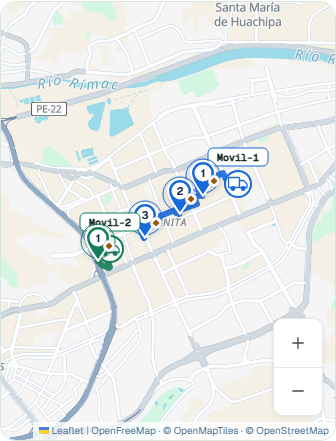 Santa María
de Huachipa
Río Rímac
Río R
PE-22
Movil-1
1
2
3
NITA
Movil-2
1
+
−
Leaflet | OpenFreeMap · © OpenMapTiles · © OpenStreetMap